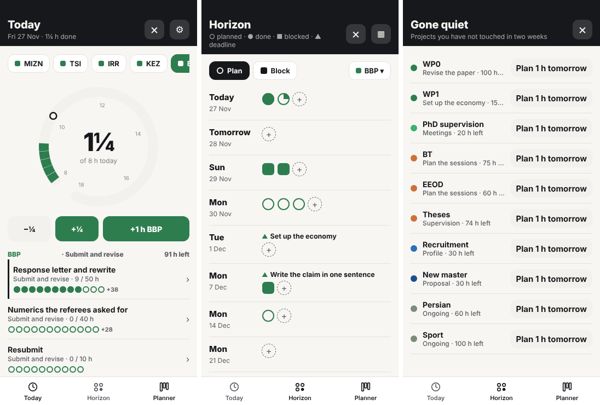 Today
Fri 27 Nov · 1¼ h done
MIZN
TSI
IRR
KEZ
12
14
16
18
8
10
1¼
of 8 h today
−¼
+¼
+1 h BBP
BBP · Submit and revise 91 h left
Response letter and rewrite
Submit and revise · 9 / 50 h
+38
Numerics the referees asked for
Submit and revise · 0 / 40 h
+28
Resubmit
Submit and revise · 0 / 10 h
Today
Horizon
Planner
Horizon
planned · ● done · ■ blocked · ▲
deadline
Plan
Block
BBP ▾
Today
27 Nov
Tomorrow
28 Nov
Sun
29 Nov
Mon
30 Nov
Tue
1 Dec
▲ Set up the economy
Mon
7 Dec
▲ Write the claim in one sentence
Mon
14 Dec
Mon
21 Dec
Today
Horizon
Planner
Gone quiet
Projects you have not touched in two weeks
WP0
Revise the paper · 100 h...
Plan 1 h tomorrow
WP1
Set up the economy · 15...
Plan 1 h tomorrow
PhD supervision
Meetings · 20 h left
Plan 1 h tomorrow
BT
Plan the sessions · 75 h ...
Plan 1 h tomorrow
EEOD
Plan the sessions · 60 h ...
Plan 1 h tomorrow
Theses
Supervision · 74 h left
Plan 1 h tomorrow
Recruitment
Profile · 30 h left
Plan 1 h tomorrow
New master
Proposal · 30 h left
Plan 1 h tomorrow
Persian
Ongoing · 60 h left
Plan 1 h tomorrow
Sport
Ongoing · 100 h left
Plan 1 h tomorrow
Today
Horizon
Planner